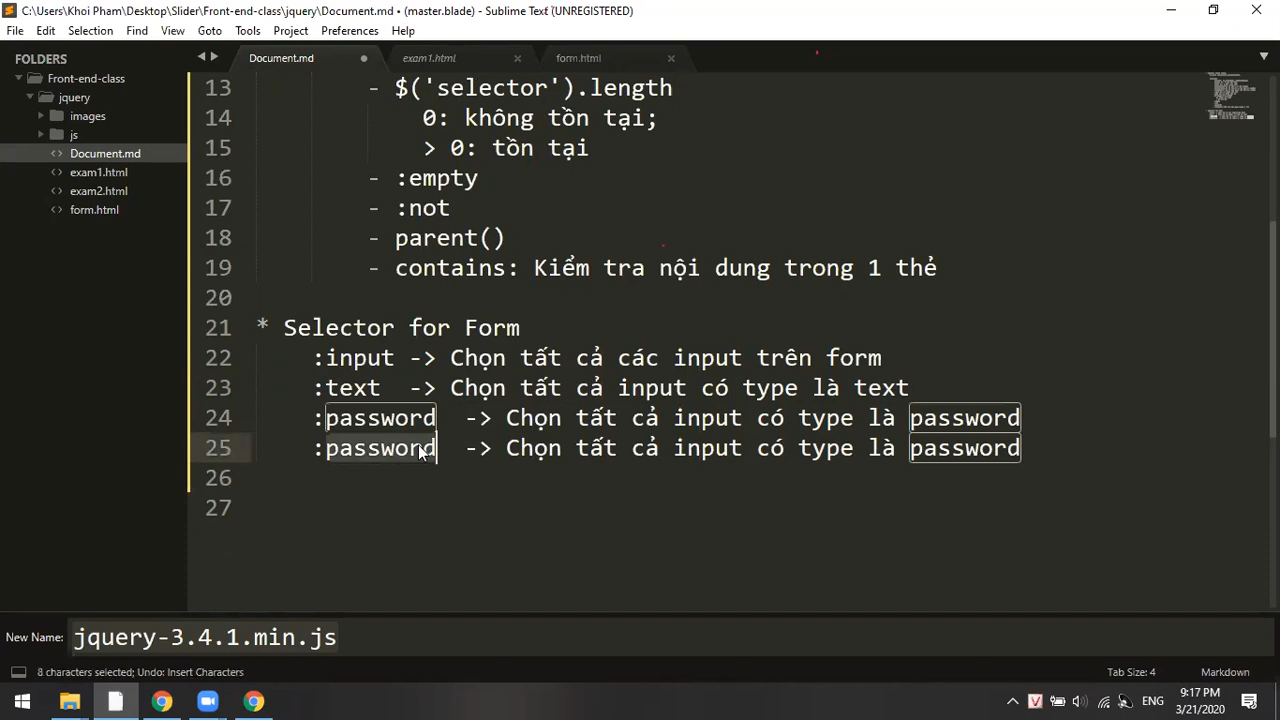 C:\Users\Khoi Pham\Desktop\Slider\Front-end-class\jquery\Document.md • (master.blade) - Sublime Text (UNREGISTERED)
File Edit Selection Find View Goto Tools Project Preferences Help
FOLDERS
Front-end-class
jquery
images
js
Document.md
exam1.html
exam2.html
form.html
Document.md exam1.html form.html
13 - $('selector').length
14 0: không tồn tại;
15 > 0: tồn tại
16 - :empty
17 - :not
18 - parent()
19 - contains: Kiểm tra nội dung trong 1 thẻ
20
21 * Selector for Form
22 :input -> Chọn tất cả các input trên form
23 :text -> Chọn tất cả input có type là text
24 :password -> Chọn tất cả input có type là password
25 :password -> Chọn tất cả input có type là password
26
27
New Name: jquery-3.4.1.min.js
8 characters selected; Undo: Insert Characters Tab Size: 4 Markdown
ENG 9:17 PM
3/21/2020